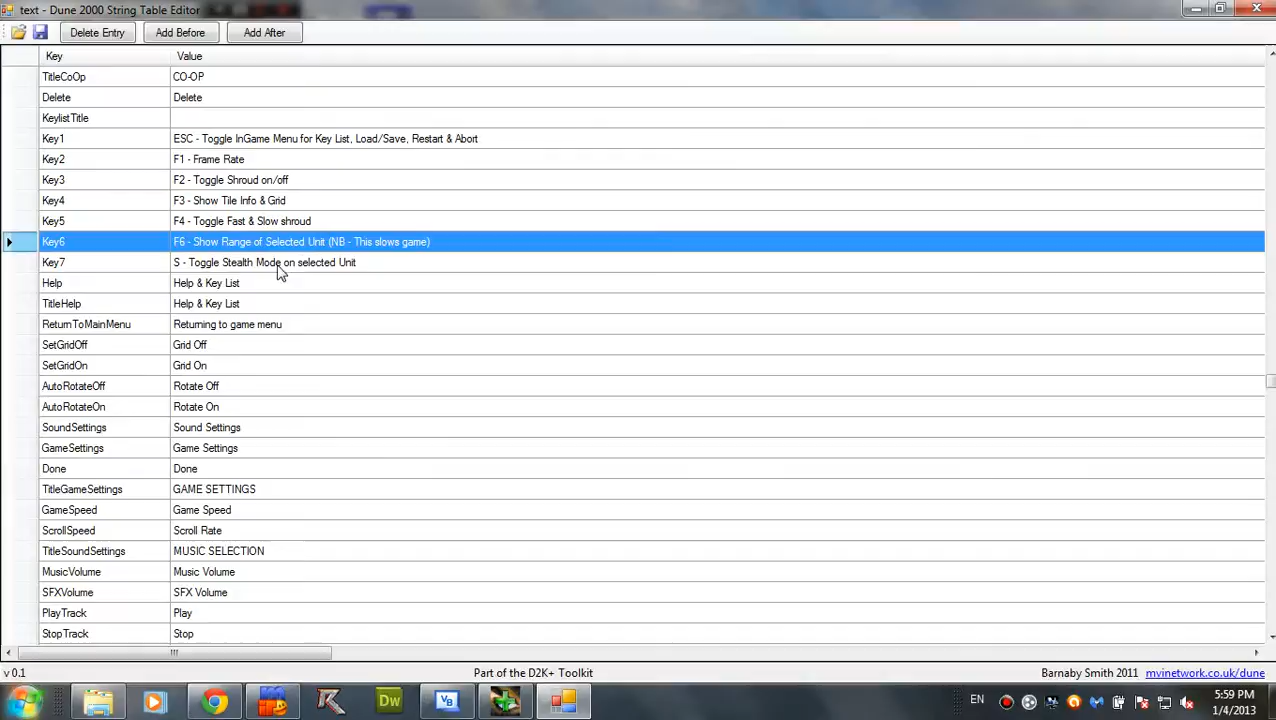 text - Dune 2000 String Table Editor
Delete Entry Add Before Add After
Key Value
TitleCoOp CO-OP
Delete Delete
KeylistTitle
Key1 ESC - Toggle InGame Menu for Key List, Load/Save, Restart & Abort
Key2 F1 - Frame Rate
Key3 F2 - Toggle Shroud on/off
Key4 F3 - Show Tile Info & Grid
Key5 F4 - Toggle Fast & Slow shroud
Key6 F6 - Show Range of Selected Unit (NB - This slows game)
Key7 S - Toggle Stealth Mode on selected Unit
Help Help & Key List
TitleHelp Help & Key List
ReturnToMainMenu Returning to game menu
SetGridOff Grid Off
SetGridOn Grid On
AutoRotateOff Rotate Off
AutoRotateOn Rotate On
SoundSettings Sound Settings
GameSettings Game Settings
Done Done
TitleGameSettings GAME SETTINGS
GameSpeed Game Speed
ScrollSpeed Scroll Rate
TitleSoundSettings MUSIC SELECTION
MusicVolume Music Volume
SFXVolume SFX Volume
PlayTrack Play
StopTrack Stop
v 0.1 Part of the D2K+ Toolkit Barnaby Smith 2011 mvinetwork.co.uk/dune
Dw VB EN 5:59 PM
1/4/2013